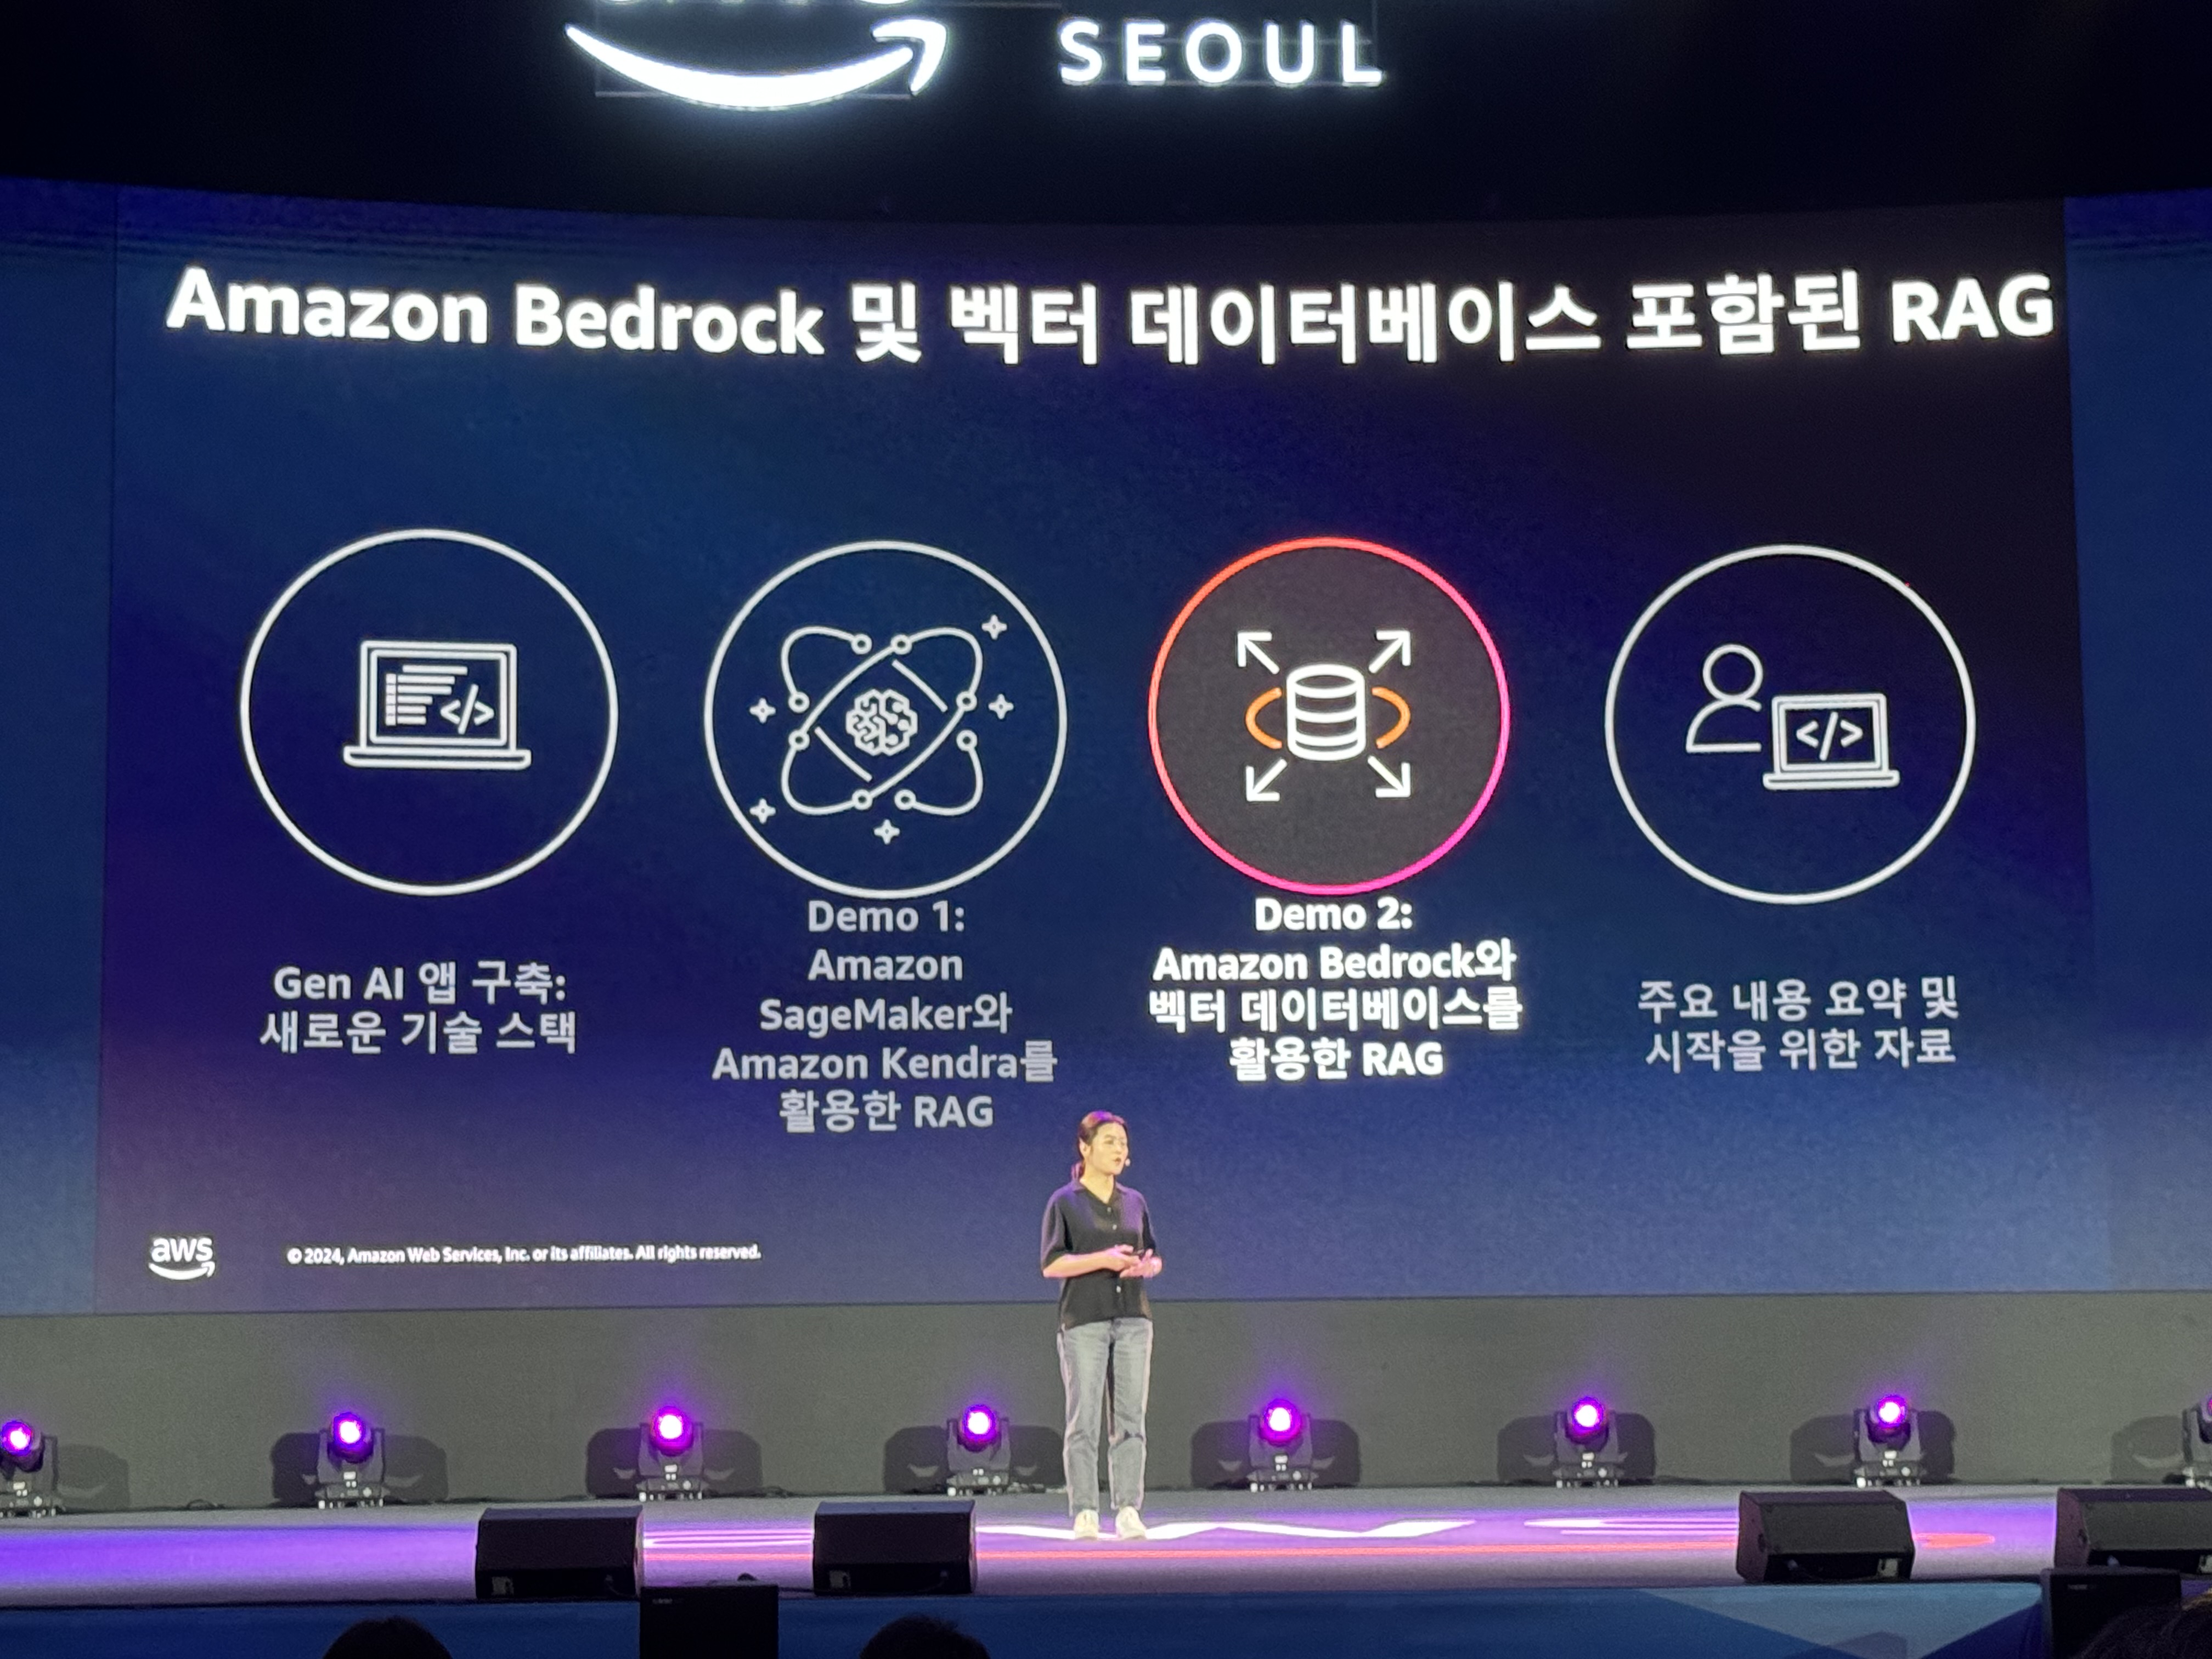 SEOUL
Amazon Bedrock 및 벡터 데이터베이스 포함된 RAG
Gen AI 앱 구축:
새로운 기술 스택
Demo 1:
Amazon
SageMaker와
Amazon Kendra를
활용한 RAG
Demo 2:
Amazon Bedrock와
벡터 데이터베이스를
활용한 RAG
주요 내용 요약 및
시작을 위한 자료
aws
© 2024, Amazon Web Services, Inc. or its affiliates. All rights reserved.